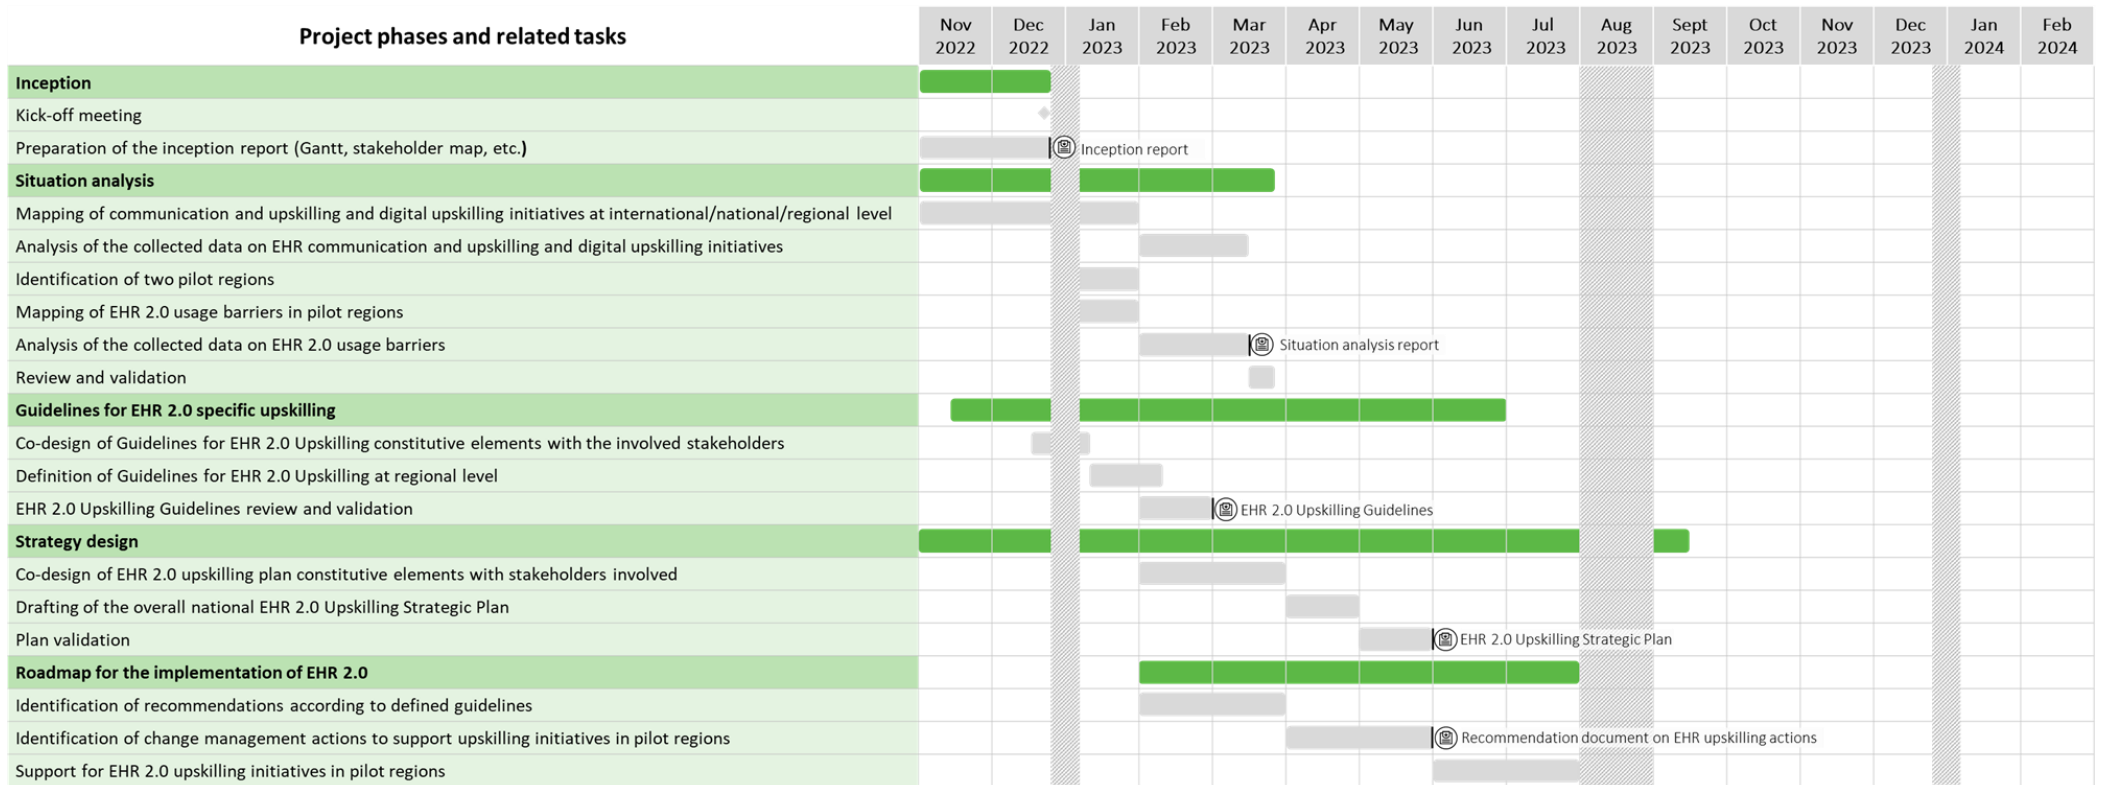 Project phases and related tasks
Nov 2022
Dec 2022
Jan 2023
Feb 2023
Mar 2023
Apr 2023
May 2023
Jun 2023
Jul 2023
Aug 2023
Sept 2023
Oct 2023
Nov 2023
Dec 2023
Jan 2024
Feb 2024
Inception
Kick-off meeting
Preparation of the inception report (Gantt, stakeholder map, etc.)
Inception report
Situation analysis
Mapping of communication and upskilling and digital upskilling initiatives at international/national/regional level
Analysis of the collected data on EHR communication and upskilling and digital upskilling initiatives
Identification of two pilot regions
Mapping of EHR 2.0 usage barriers in pilot regions
Analysis of the collected data on EHR 2.0 usage barriers
Situation analysis report
Review and validation
Guidelines for EHR 2.0 specific upskilling
Co-design of Guidelines for EHR 2.0 Upskilling constitutive elements with the involved stakeholders
Definition of Guidelines for EHR 2.0 Upskilling at regional level
EHR 2.0 Upskilling Guidelines review and validation
EHR 2.0 Upskilling Guidelines
Strategy design
Co-design of EHR 2.0 upskilling plan constitutive elements with stakeholders involved
Drafting of the overall national EHR 2.0 Upskilling Strategic Plan
Plan validation
EHR 2.0 Upskilling Strategic Plan
Roadmap for the implementation of EHR 2.0
Identification of recommendations according to defined guidelines
Identification of change management actions to support upskilling initiatives in pilot regions
Recommendation document on EHR upskilling actions
Support for EHR 2.0 upskilling initiatives in pilot regions